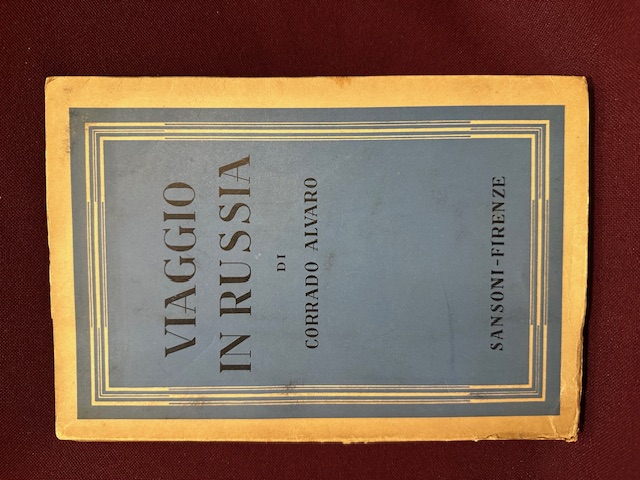 VIAGGIO
IN RUSSIA
DI
CORRADO ALVARO
SANSONI-FIRENZE